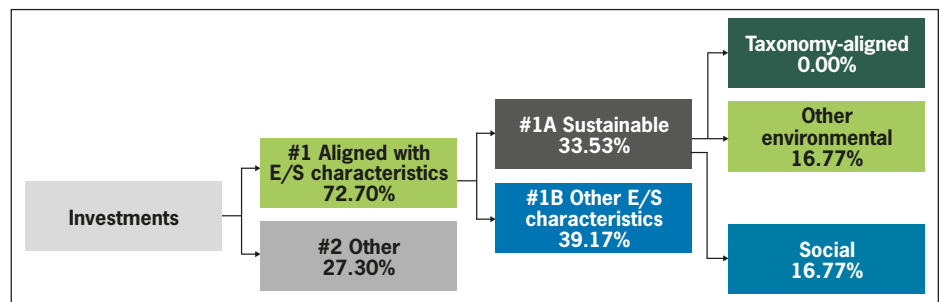 Investments
#1 Aligned with
E/S characteristics
72.70%
#2 Other
27.30%
#1A Sustainable
33.53%
#1B Other E/S
characteristics
39.17%
Taxonomy-aligned
0.00%
Other
environmental
16.77%
Social
16.77%